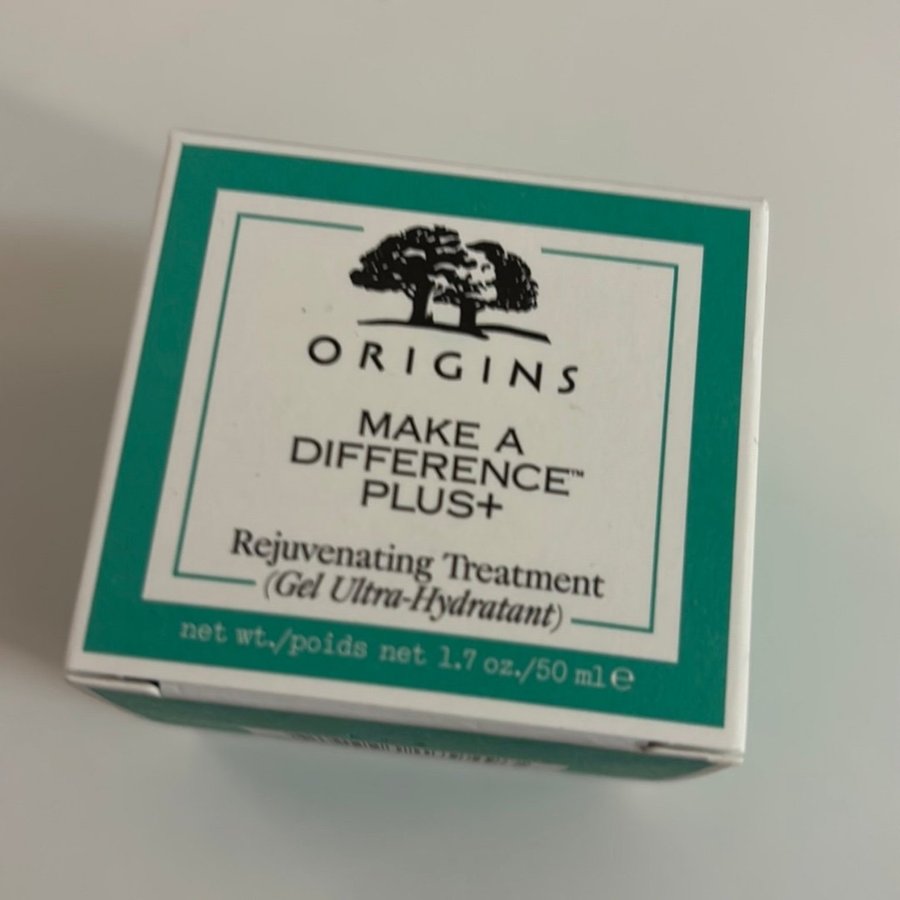 ORIGINS
MAKE A
DIFFERENCE™
PLUS+
Rejuvenating Treatment
(Gel Ultra-Hydratant)
net wt./poids net 1.7 oz./50 ml ℮